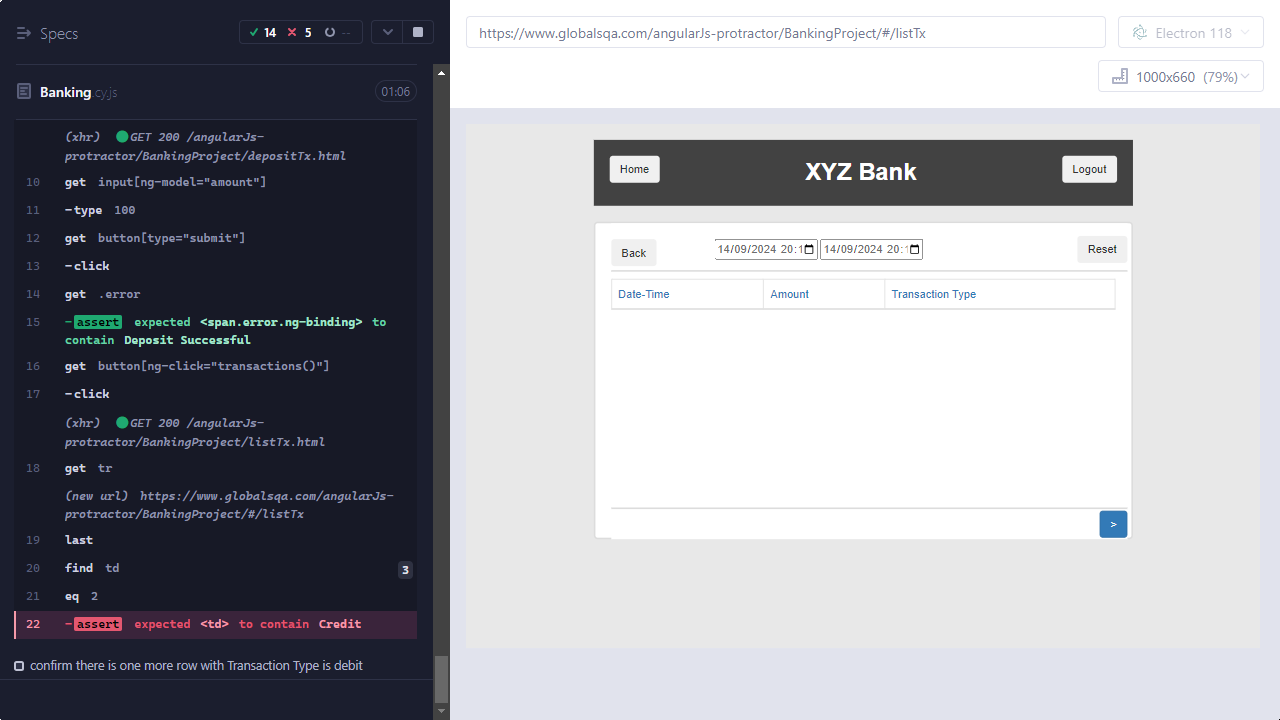 Specs
14 5 --
Banking.cy.js
01:06
(xhr) GET 200 /angularJs-
protractor/BankingProject/depositTx.html
10 get input[ng-model="amount"]
11 -type 100
12 get button[type="submit"]
13 -click
14 get .error
15 -assert expected <span.error.ng-binding> to
contain Deposit Successful
16 get button[ng-click="transactions()"]
17 -click
(xhr) GET 200 /angularJs-
protractor/BankingProject/listTx.html
18 get tr
(new url) https://www.globalsqa.com/angularJs-
protractor/BankingProject/#/listTx
19 last
20 find td 3
21 eq 2
22 -assert expected <td> to contain Credit
confirm there is one more row with Transaction Type is debit
https://www.globalsqa.com/angularJs-protractor/BankingProject/#/listTx
Electron 118
1000x660 (79%)
Home XYZ Bank Logout
Back 14/09/2024 20:1 14/09/2024 20: Reset
Date-Time Amount Transaction Type
>